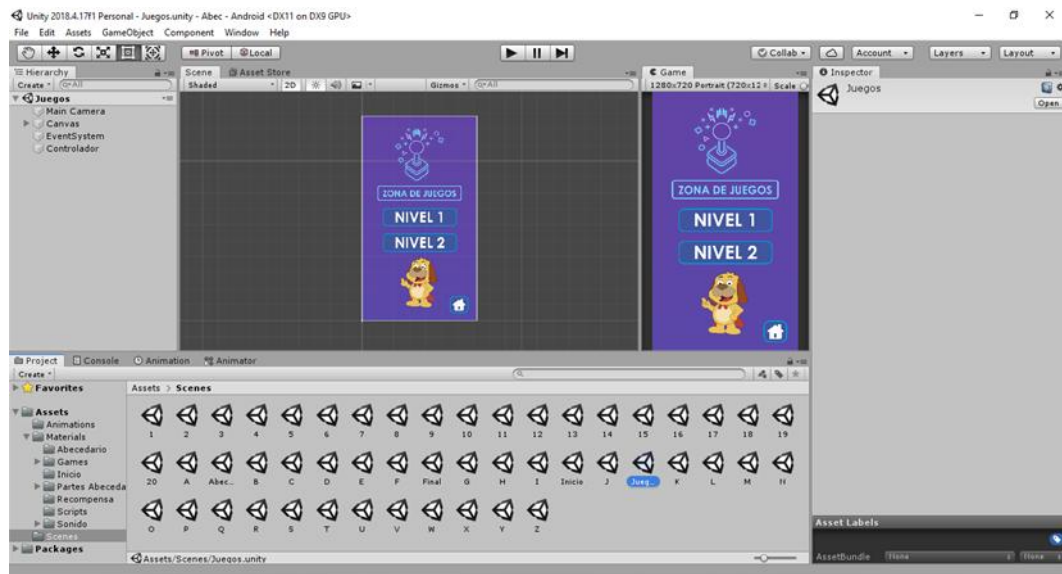 Unity 2018.4.17f1 Personal - Juegos.unity - Abec - Android <DX11 on DX9 GPU>
File Edit Assets GameObject Component Window Help
Pivot Local Collab Account Layers Layout
Hierarchy Scene Asset Store Game Inspector
Create All Shaded 2D Gizmos All 1280x720 Portrait (720x12 Scale
Juegos
Main Camera
Canvas
EventSystem
Controlador
Juegos
Open
ZONA DE JUEGOS
NIVEL 1
NIVEL 2
ZONA DE JUEGOS
NIVEL 1
NIVEL 2
Project Console Animation Animator
Create
Favorites
Assets
Animations
Materials
Abecedario
Games
Inicio
Partes Abeceda
Recompensa
Scripts
Sonido
Scenes
Packages
Assets > Scenes
1 2 3 4 5 6 7 8 9 10 11 12 13 14 15 16 17 18 19
20 A Abec... B C D E F Final G H I Inicio J Jueg... K L M N
O P Q R S T U V W X Y Z
Assets/Scenes/Juegos.unity
Asset Labels
AssetBundle None None